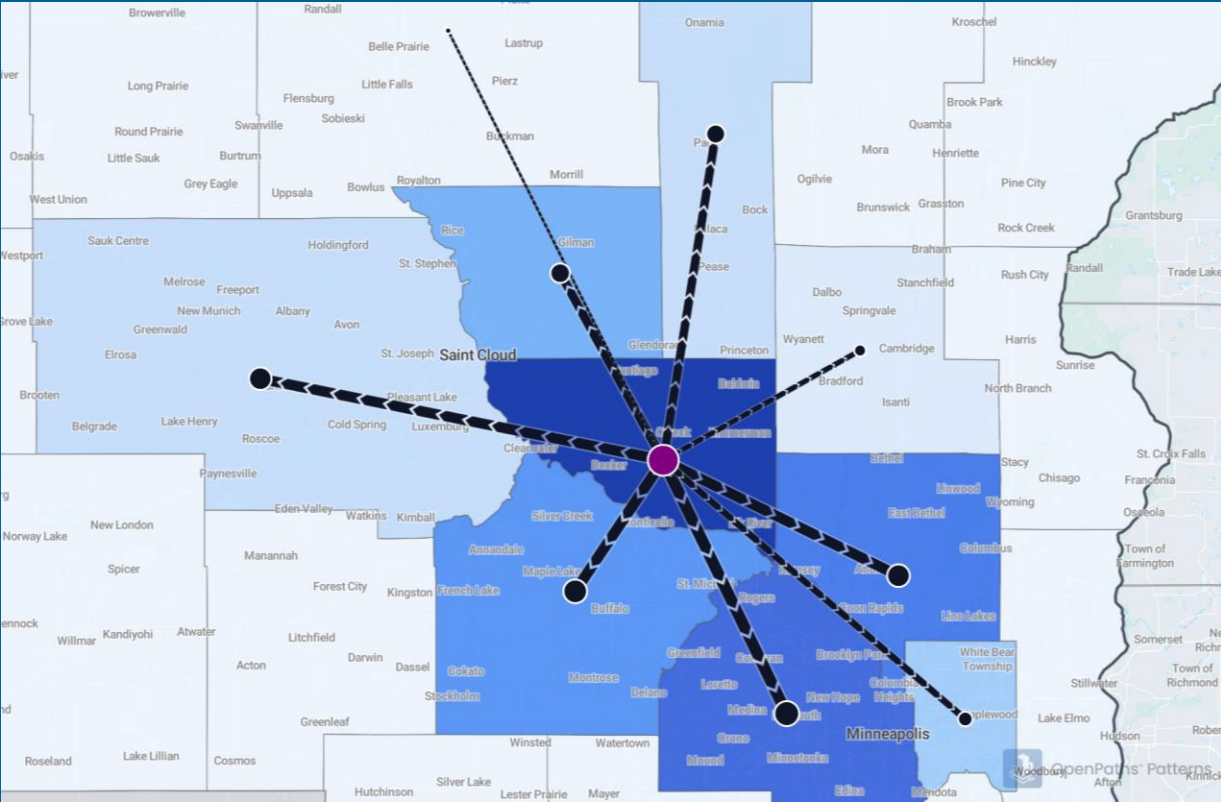 Browerville
Randall
Onamia
Kroschel
Belle Prairie
Lastrup
Hinckley
Long Prairie
Little Falls
Pierz
Flensburg
Brook Park
Sobieski
Swanville
Quamba
Round Prairie
Buckman
Mora
Henriette
Osakis
Little Sauk
Burtrum
Morrill
Ogilvie
Grey Eagle
Uppsala
Bowlus
Royalton
Pine City
West Union
Bock
Brunswick
Grasston
Grantsburg
Rice
Rock Creek
Sauk Centre
Holdingford
Gilman
Braham
St. Stephen
Pease
Rush City
Randall
Trade Lake
Melrose
Freeport
Stanchfield
Dalbo
New Munich
Albany
Springvale
Avon
Greenwald
Wyanett
Harris
Elrosa
St. Joseph
Saint Cloud
Glendorado
Princeton
Cambridge
Sunrise
Bradford
Baldwin
North Branch
Brooten
Pleasant Lake
Isanti
Belgrade
Lake Henry
Cold Spring
Luxemburg
Roscoe
Zimmerman
Clearwater
Becker
Bethel
Stacy
St. Croix Falls
Paynesville
Linwood
Chisago
Franconia
Eden Valley
Watkins
Kimball
Silver Creek
Wyoming
East Bethel
Osceola
New London
Norway Lake
Annandale
Columbus
Town of
Farmington
Manannah
Spicer
Maple Lake
Forest City
Kingston
French Lake
St. Michael
Rogers
Buffalo
Coon Rapids
Lino Lakes
Willmar
Kandiyohi
Atwater
Litchfield
Somerset
Greenfield
Darwin
Dassel
Acton
Cokato
Brooklyn Park
White Bear
Township
Town of
Richmond
Montrose
Loretto
Columbia
Heights
Stillwater
Stockholm
Delano
New Hope
Medina
Greenleaf
Lake Elmo
Minneapolis
Hudson
Orono
Winsted
Watertown
Lake Lillian
Cosmos
Roseland
Mound
Minnetonka
Woodbury
OpenPaths™ Patterns
Silver Lake
Afton
Hutchinson
Lester Prairie
Mayer
Edina
Mendota